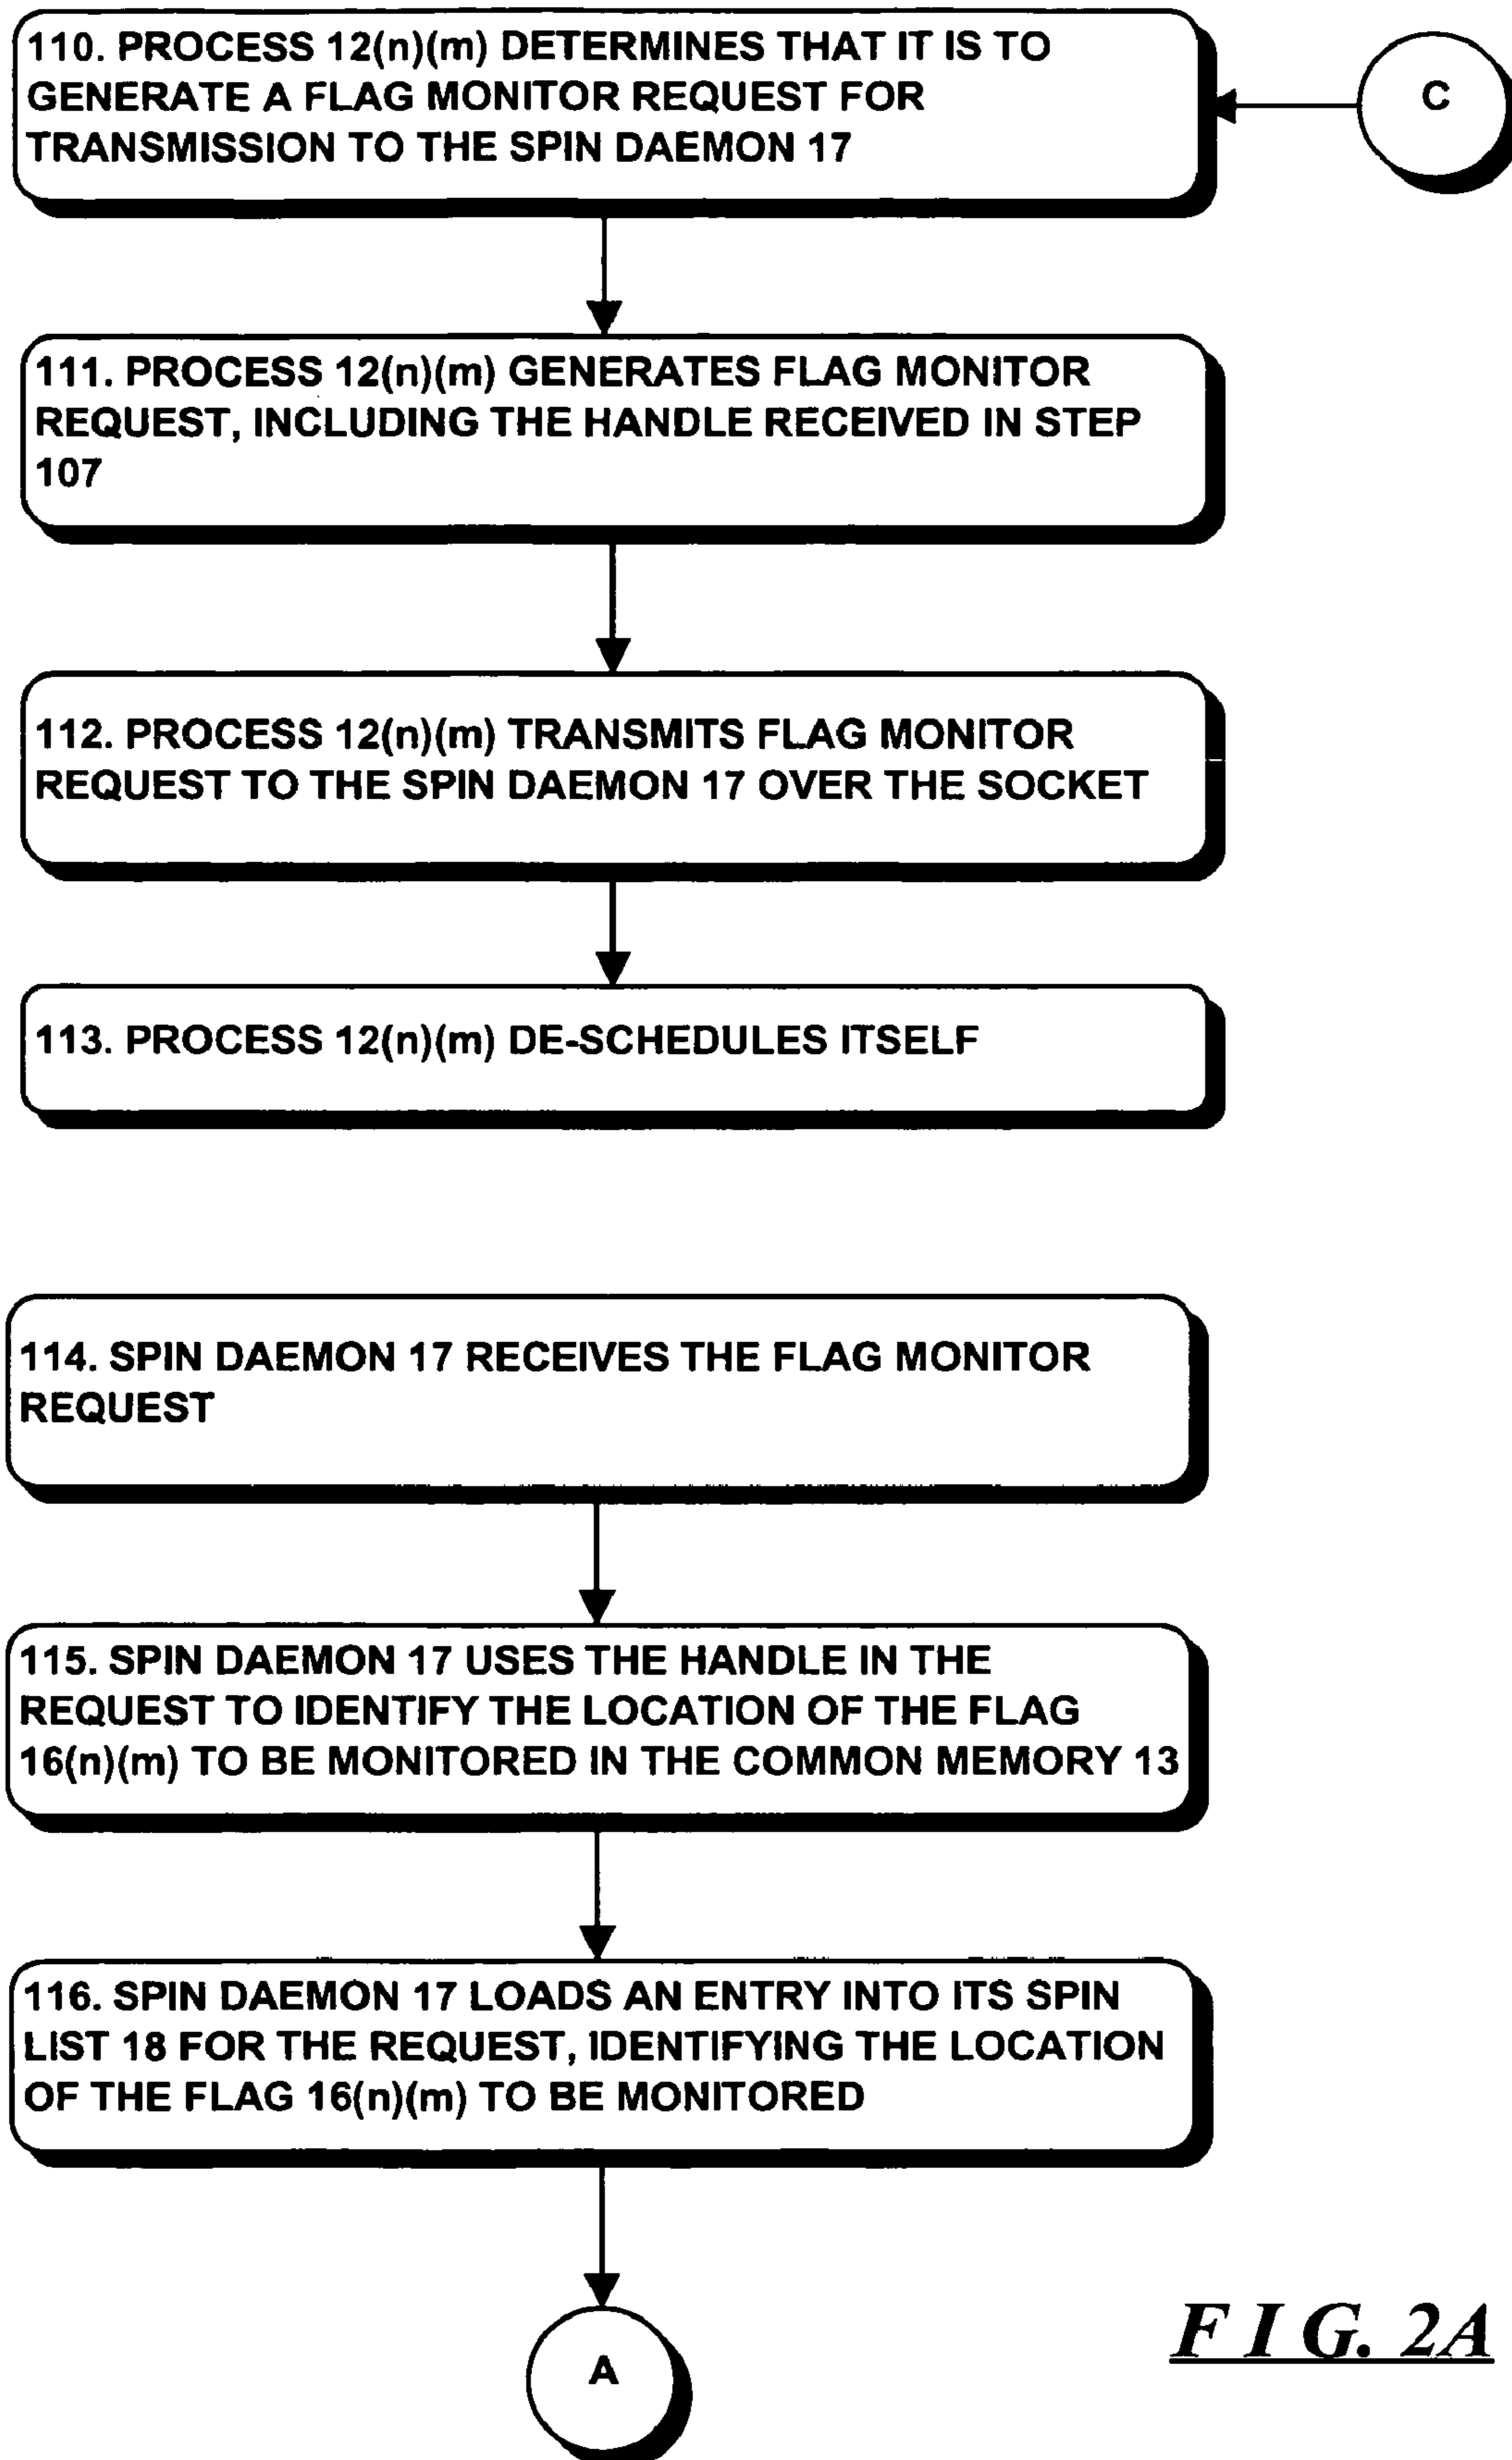 110. PROCESS 12(n)(m) DETERMINES THAT IT IS TO
GENERATE A FLAG MONITOR REQUEST FOR
TRANSMISSION TO THE SPIN DAEMON 17
C
111. PROCESS 12(n)(m) GENERATES FLAG MONITOR
REQUEST, INCLUDING THE HANDLE RECEIVED IN STEP
107
112. PROCESS 12(n)(m) TRANSMITS FLAG MONITOR
REQUEST TO THE SPIN DAEMON 17 OVER THE SOCKET
113. PROCESS 12(n)(m) DE-SCHEDULES ITSELF
114. SPIN DAEMON 17 RECEIVES THE FLAG MONITOR
REQUEST
115. SPIN DAEMON 17 USES THE HANDLE IN THE
REQUEST TO IDENTIFY THE LOCATION OF THE FLAG
16(n)(m) TO BE MONITORED IN THE COMMON MEMORY 13
116. SPIN DAEMON 17 LOADS AN ENTRY INTO ITS SPIN
LIST 18 FOR THE REQUEST, IDENTIFYING THE LOCATION
OF THE FLAG 16(n)(m) TO BE MONITORED
A
FIG. 2A